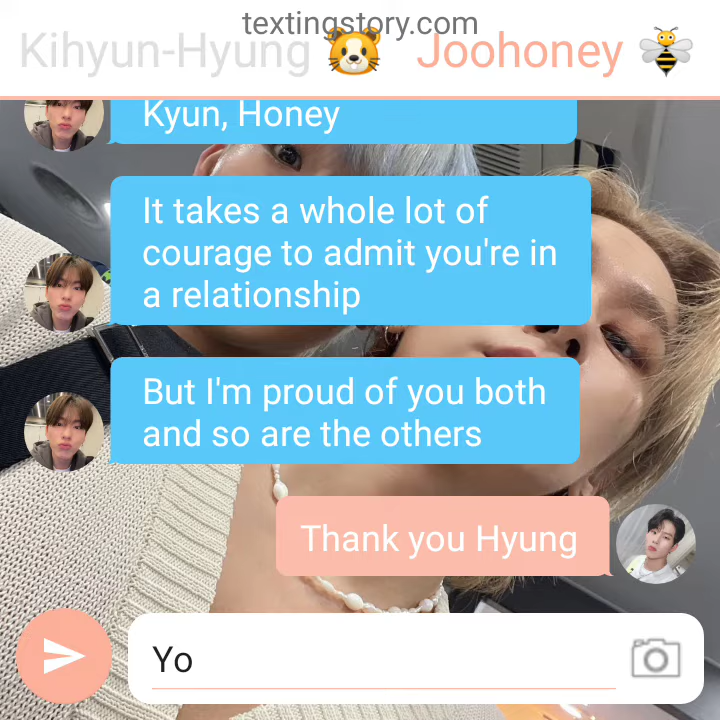 textingstory.com
Kihyun-Hyung 🐶 Joohoney 🐝
Kyun, Honey
It takes a whole lot of
courage to admit you're in
a relationship
But I'm proud of you both
and so are the others
Thank you Hyung
Yo